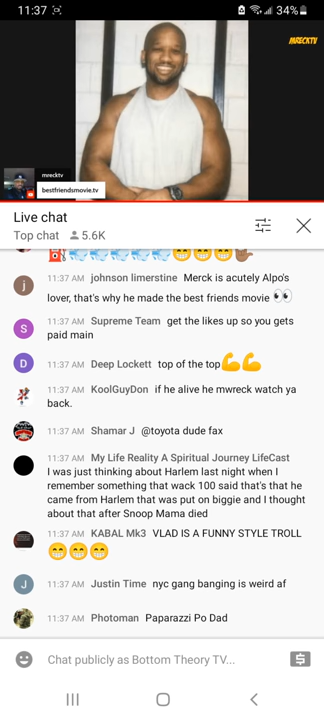 11:37
34%
MRECKTV
mrecktv
bestfriendsmovie.tv
Live chat
Top chat 5.6K
11:37 AM johnson limerstine Merck is acutely Alpo's
lover, that's why he made the best friends movie 👀
S 11:37 AM Supreme Team get the likes up so you gets
paid main
D 11:37 AM Deep Lockett top of the top💪💪
11:37 AM KoolGuyDon if he alive he mwreck watch ya
back.
11:37 AM Shamar J @toyota dude fax
11:37 AM My Life Reality A Spiritual Journey LifeCast
I was just thinking about Harlem last night when I
remember something that wack 100 said that's that he
came from Harlem that was put on biggie and I thought
about that after Snoop Mama died
11:37 AM KABAL Mk3 VLAD IS A FUNNY STYLE TROLL
😁😁😁
J 11:37 AM Justin Time nyc gang banging is weird af
11:37 AM Photoman Paparazzi Po Dad
Chat publicly as Bottom Theory TV...